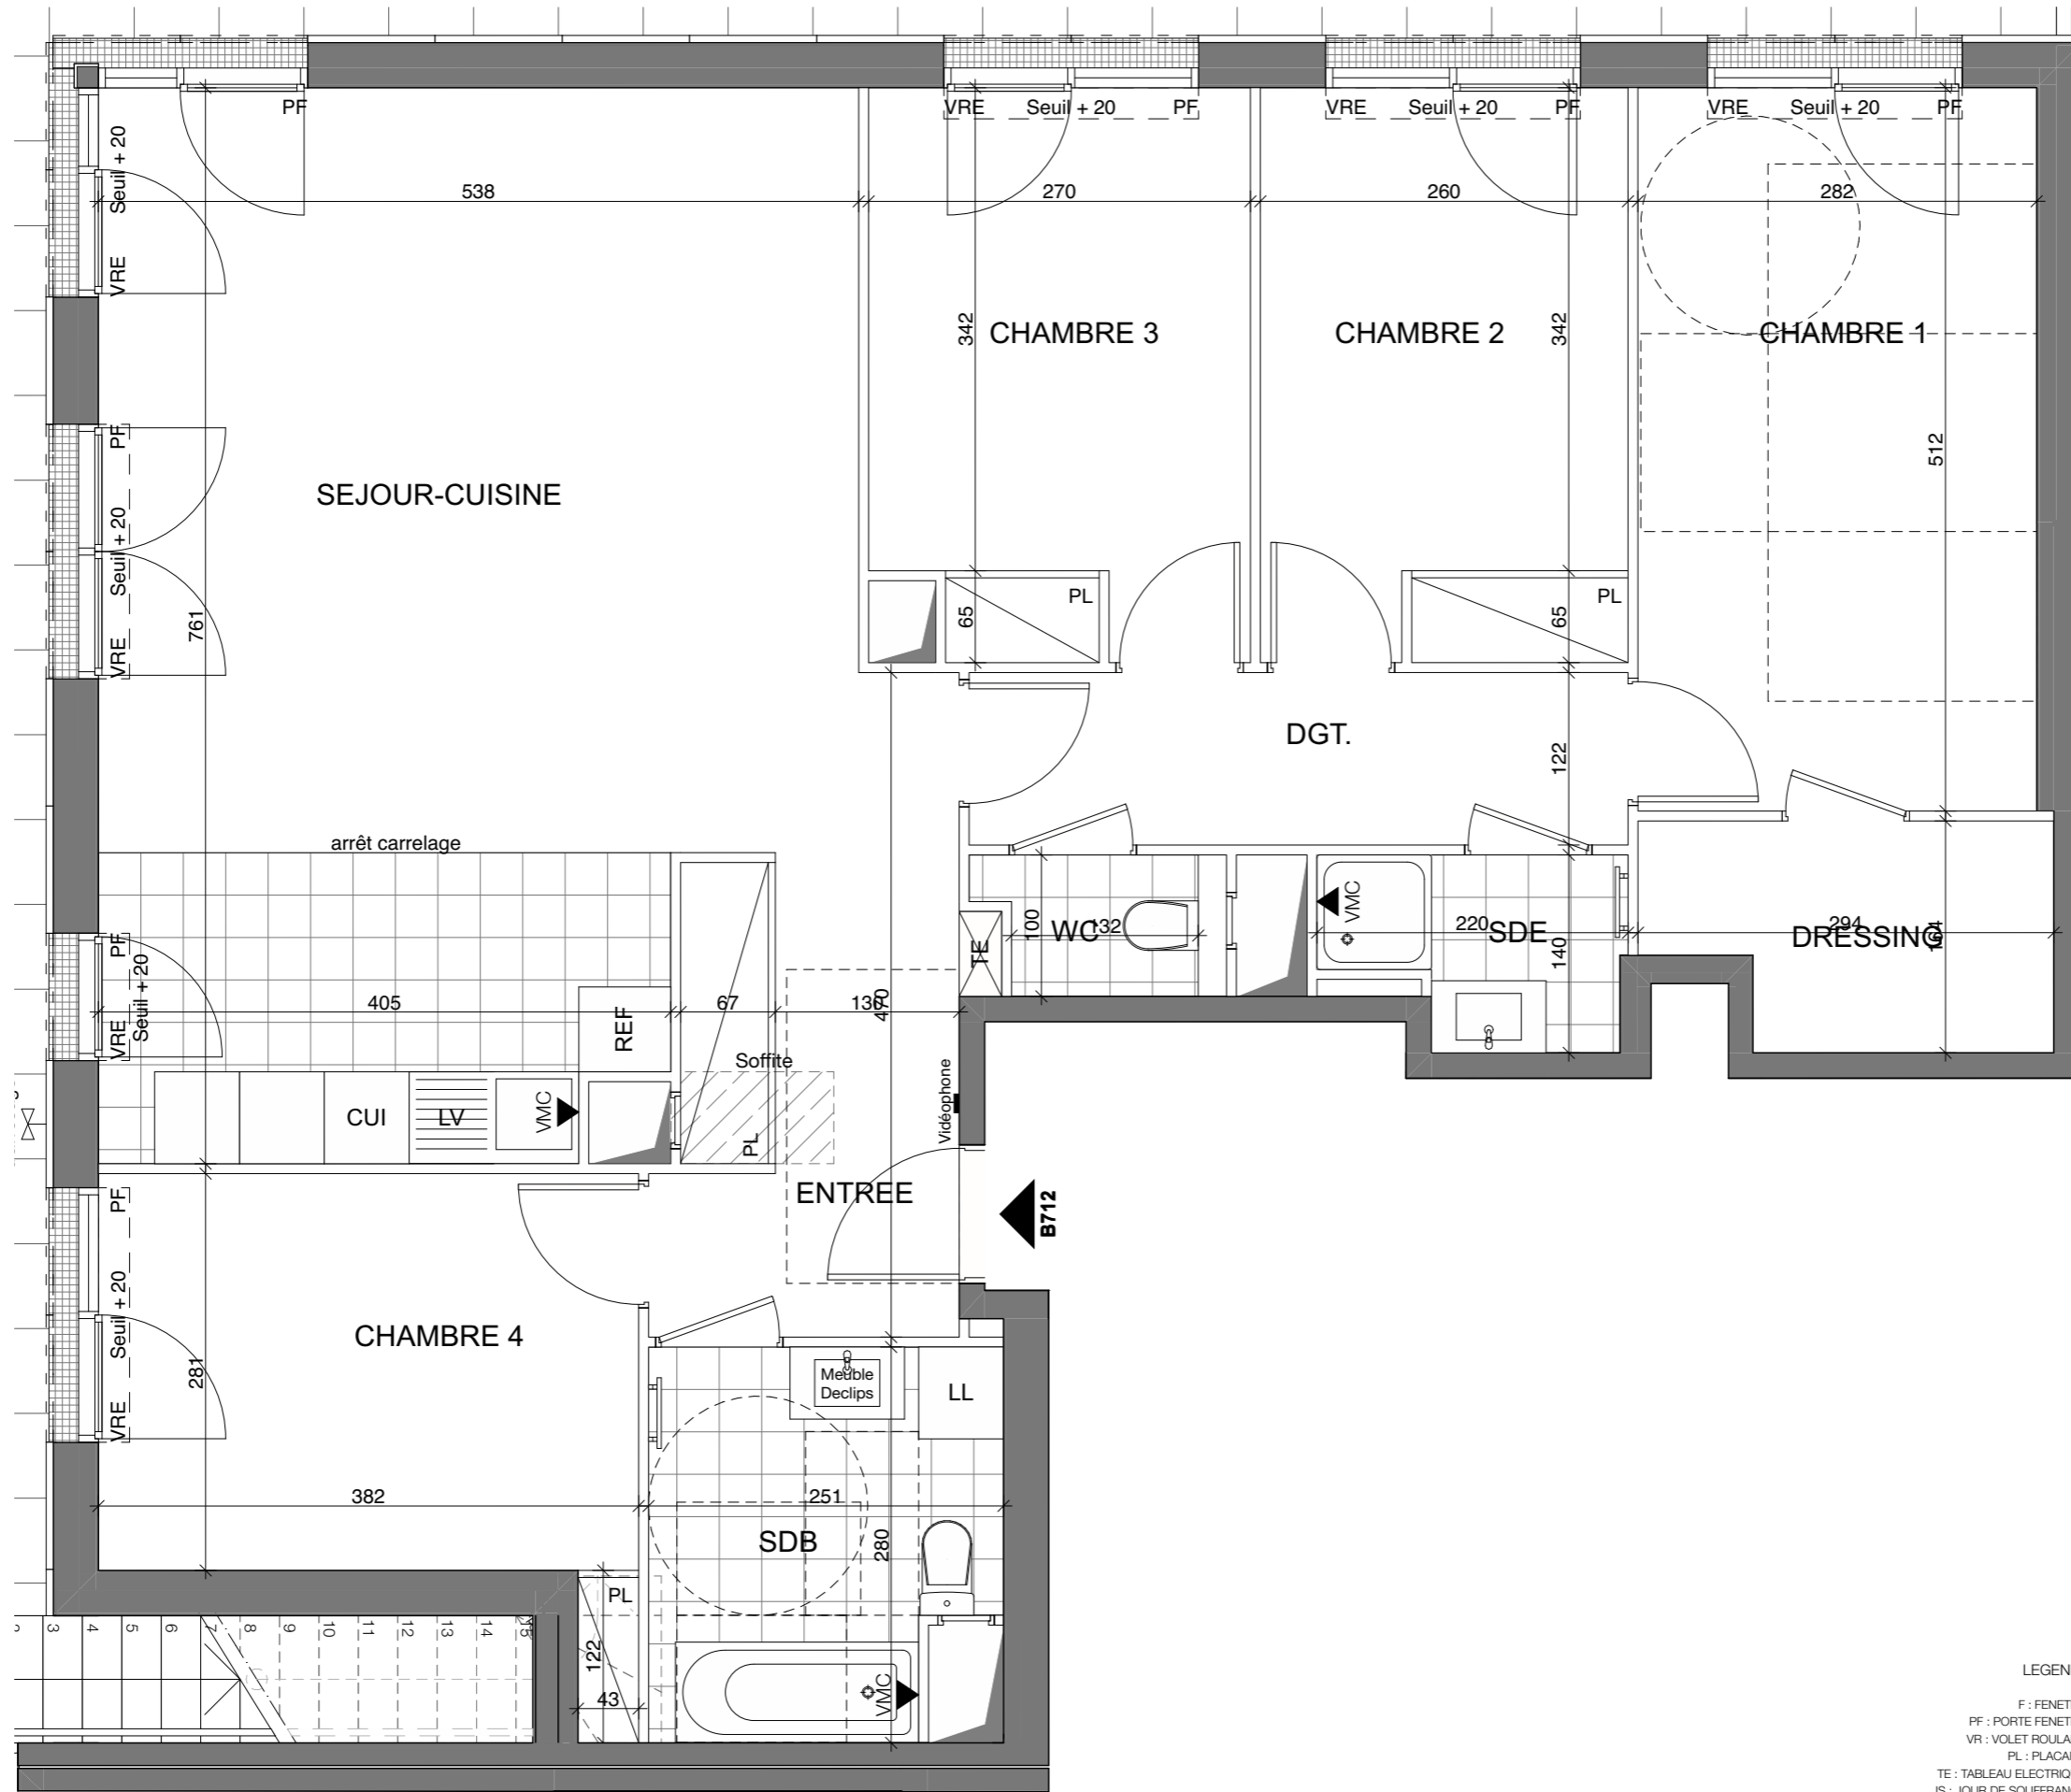 PF
VRE Seuil + 20 PF
VRE Seuil + 20 PF
VRE Seuil + 20 PF
Seuil + 20
VRE
538
270
260
282
342
CHAMBRE 3
CHAMBRE 2
342
CHAMBRE 1
PF
512
SEJOUR-CUISINE
Seuil + 20
Seuil + 20
VRE
761
65
PL
65
PL
DGT.
122
arrêt carrelage
PF
Seuil + 20
VRE
405
REF
67
130
470
TE
100
WC
132
VMC
220
SDE
140
294
DRESSING
Soffite
Vidéophone
CUI
LV
VMC
PL
ENTREE
B712
PF
Seuil + 20
VRE
CHAMBRE 4
281
Meuble
Declips
LL
382
251
SDB
280
PL
122
43
VMC
3
4
5
6
7
8
9
10
11
12
13
14
15
LEGEN
F : FENET
PF : PORTE FENET
VR : VOLET ROULA
PL : PLACA
TE : TABLEAU ELECTRIQ
JS : JOUR DE SOUFFRAN